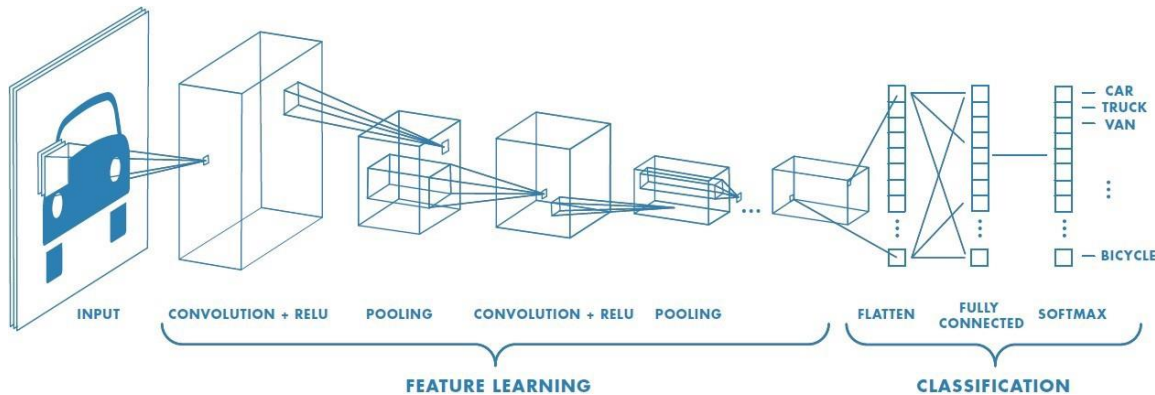 CAR
TRUCK
VAN
BICYCLE
INPUT
CONVOLUTION + RELU
POOLING
CONVOLUTION + RELU
POOLING
FLATTEN
FULLY
CONNECTED
SOFTMAX
FEATURE LEARNING
CLASSIFICATION